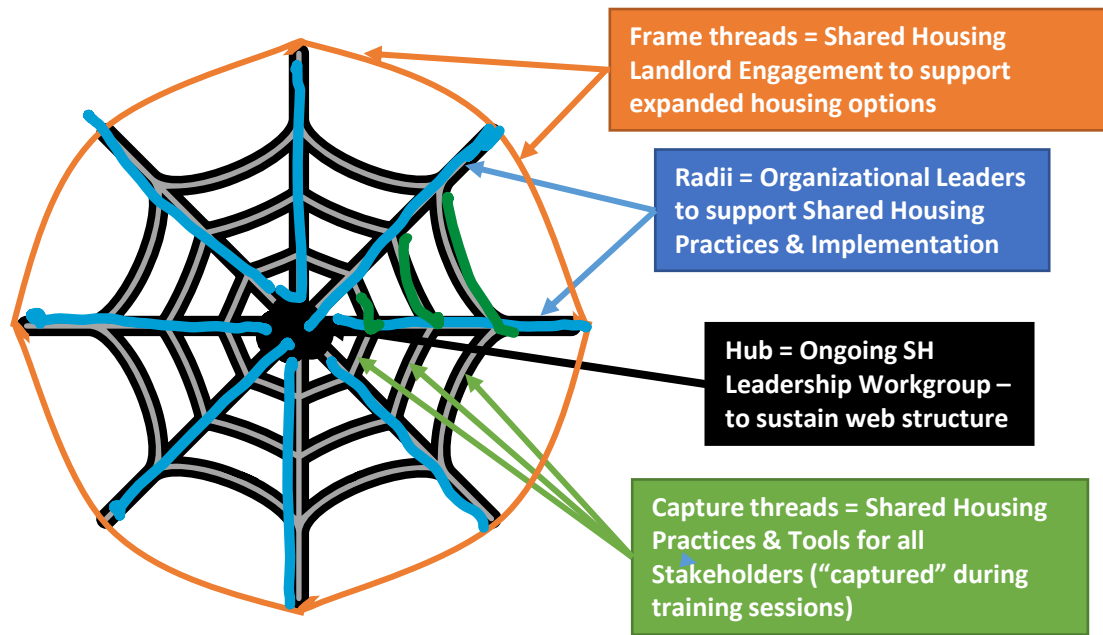 Frame threads = Shared Housing
Landlord Engagement to support
expanded housing options
Radii = Organizational Leaders
to support Shared Housing
Practices & Implementation
Hub = Ongoing SH
Leadership Workgroup –
to sustain web structure
Capture threads = Shared Housing
Practices & Tools for all
Stakeholders (“captured” during
training sessions)